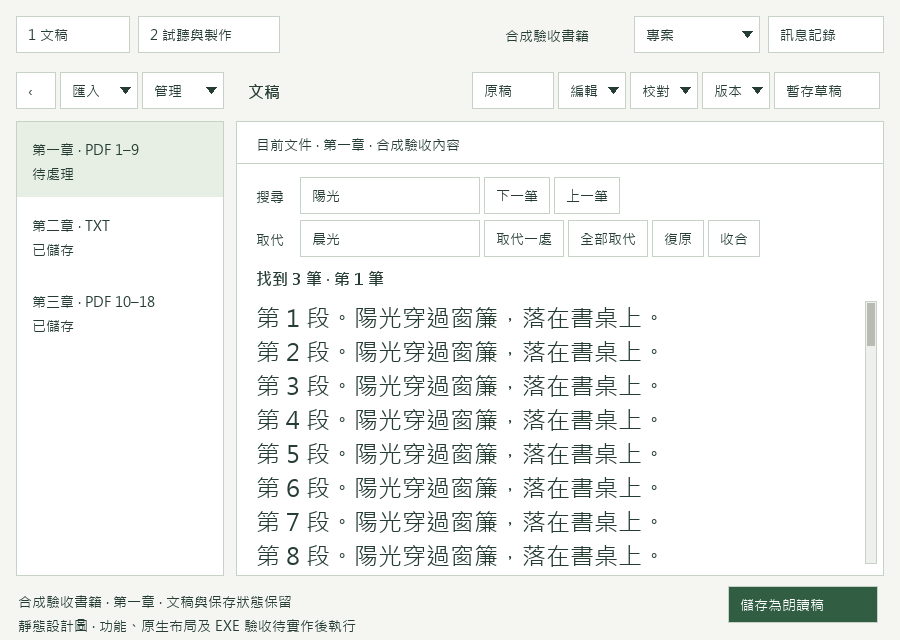 1 文稿 2 試聽與製作 合成驗收書籍 專案 訊息記錄
‹ 匯入 管理 文稿 原稿 編輯 校對 版本 暫存草稿
第一章 · PDF 1–9
待處理
第二章 · TXT
已儲存
第三章 · PDF 10–18
已儲存
目前文件 · 第一章 · 合成驗收內容
搜尋 陽光 下一筆 上一筆
取代 晨光 取代一處 全部取代 復原 收合
找到 3 筆 · 第 1 筆
第 1 段。陽光穿過窗簾，落在書桌上。
第 2 段。陽光穿過窗簾，落在書桌上。
第 3 段。陽光穿過窗簾，落在書桌上。
第 4 段。陽光穿過窗簾，落在書桌上。
第 5 段。陽光穿過窗簾，落在書桌上。
第 6 段。陽光穿過窗簾，落在書桌上。
第 7 段。陽光穿過窗簾，落在書桌上。
第 8 段。陽光穿過窗簾，落在書桌上。
合成驗收書籍 · 第一章 · 文稿與保存狀態保留
靜態設計圖 · 功能、原生布局及 EXE 驗收待實作後執行
儲存為朗讀稿